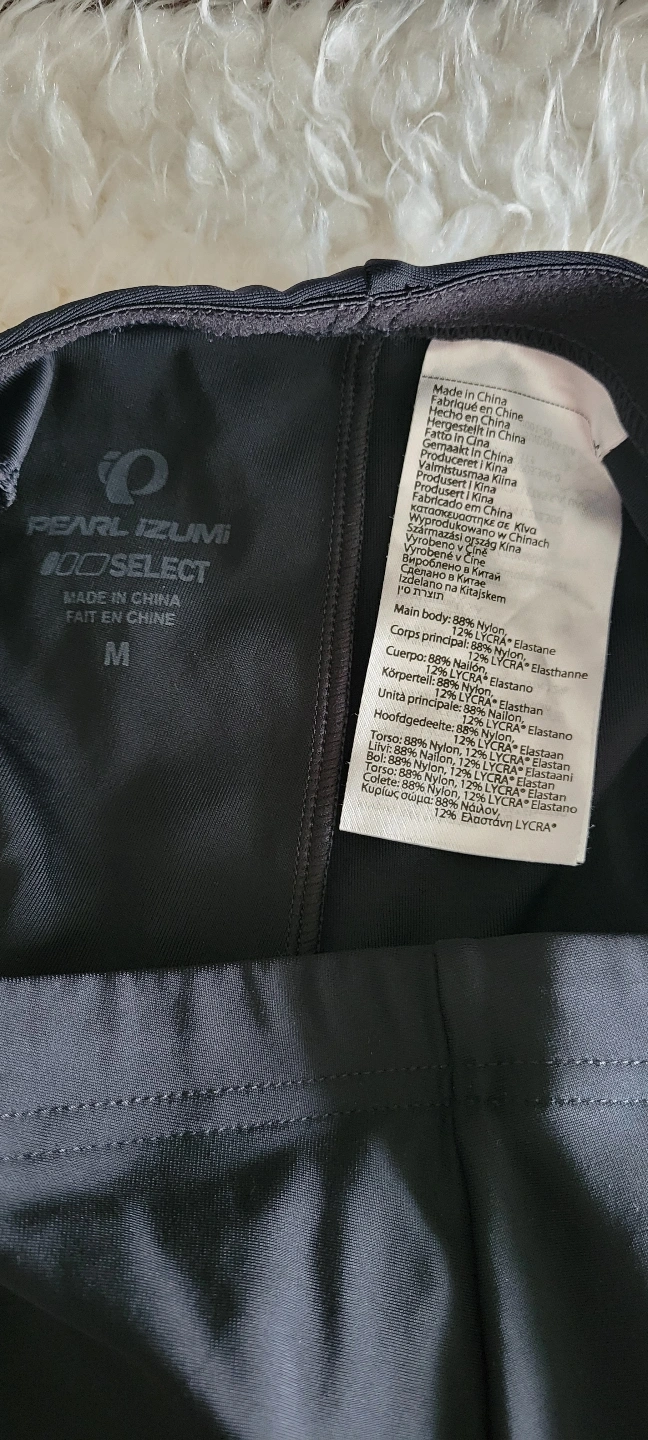 PEARL iZUMi
SELECT
MADE IN CHINA
FAIT EN CHINE
M
Made in China
Fabriqué en Chine
Hecho en China
Hergestellt in China
Fatto in Cina
Gemaakt in China
Produceret i Kina
Valmistusmaa Kiina
Produsert i Kina
Produsert i Kina
Fabricado em China
κατασκευαστηκε σε Κίνα
Wyprodukowano w Chinach
Származási ország Kína
Vyrobeno v Číně
Vyrobené v Číne
Вироблено в Китай
Сделано в Китае
Izdelano na Kitajskem
תוצרת סין
Main body: 88% Nylon,
12% LYCRA® Elastane
Corps principal: 88% Nylon,
12% LYCRA® Elasthanne
Cuerpo: 88% Nailón,
12% LYCRA® Elastano
Körperteil: 88% Nylon,
12% LYCRA® Elasthan
Unità principale: 88% Nailon,
12% LYCRA® Elastano
Hoofdgedeelte: 88% Nylon,
12% LYCRA® Elastaan
Torso: 88% Nylon, 12% LYCRA® Elastan
Liivi: 88% Nailon, 12% LYCRA® Elastaani
Bol: 88% Nylon, 12% LYCRA® Elastan
Torso: 88% Nylon, 12% LYCRA® Elastan
Colete: 88% Nylon, 12% LYCRA® Elastano
Κυρίως σώμα: 88% Νάιλον,
12% Ελαστάνη LYCRA®